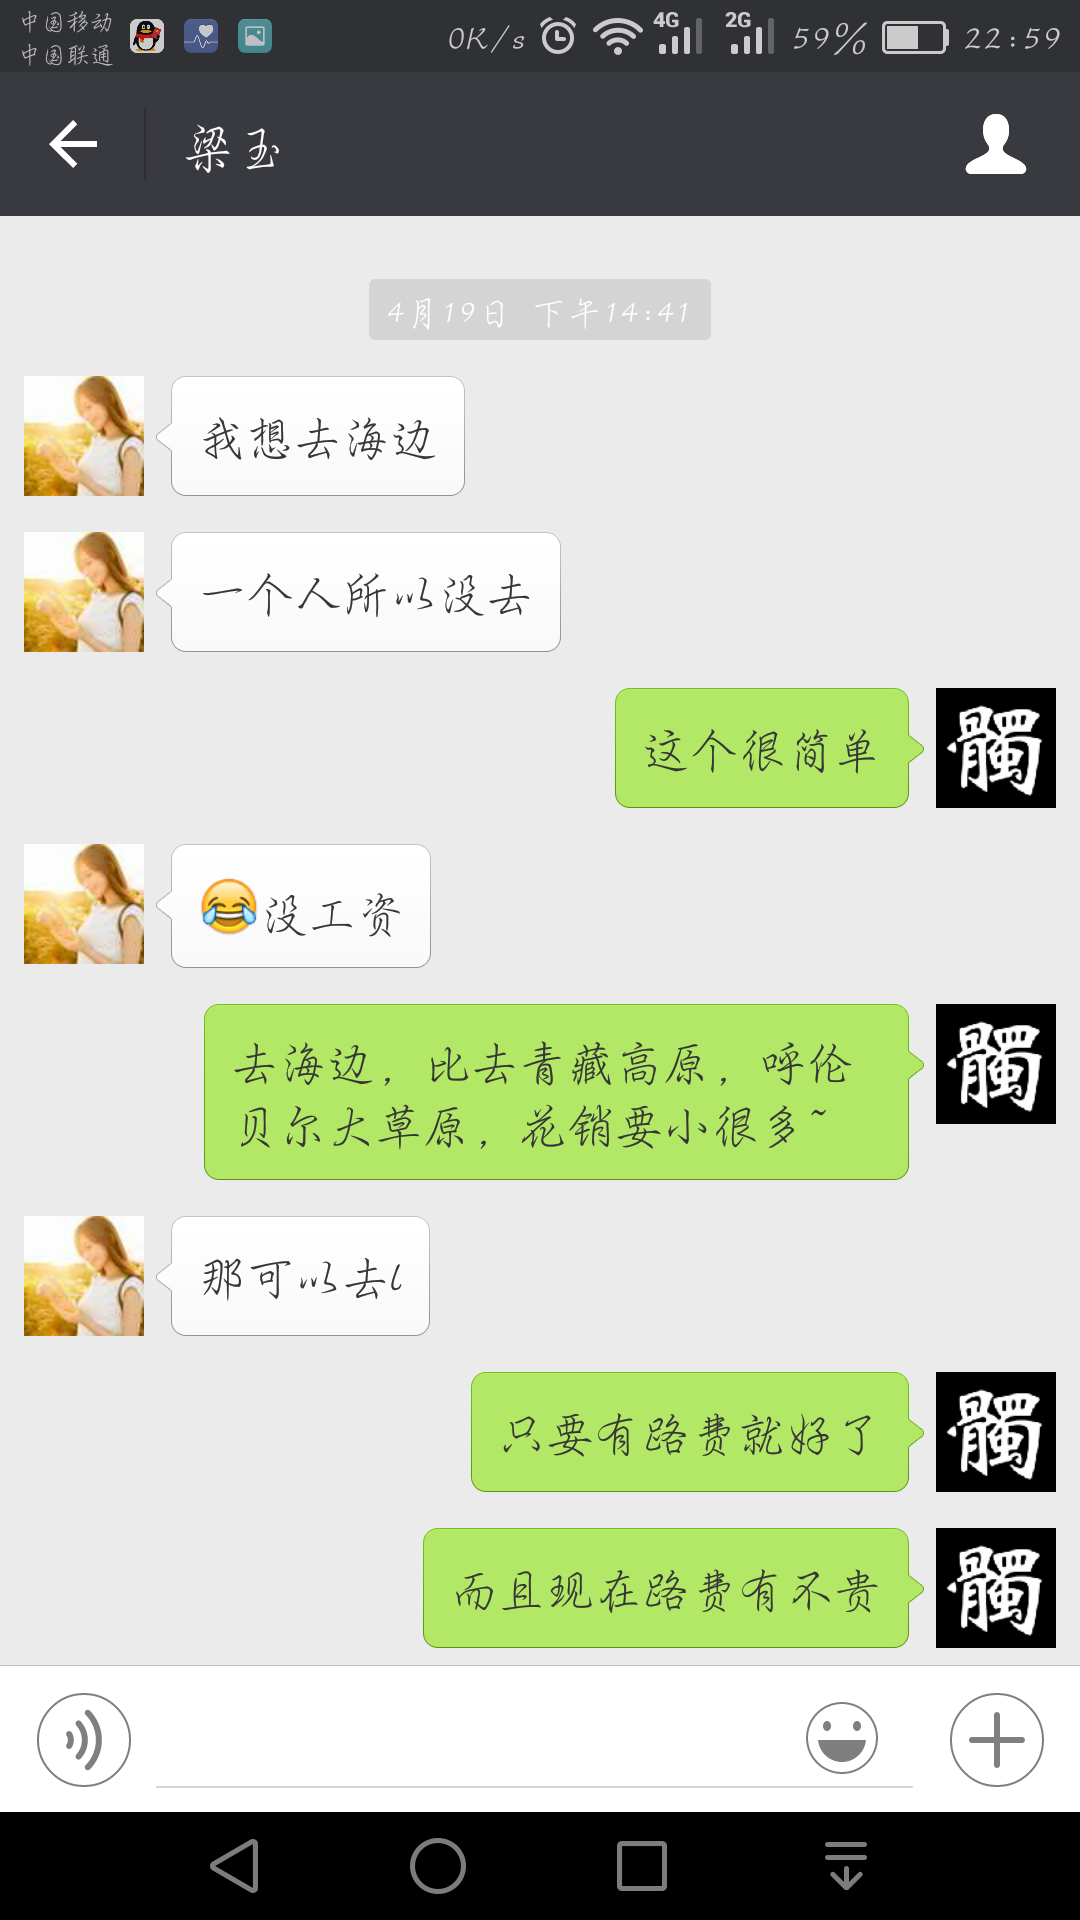 中国移动
中国联通
0K/s
4G
2G
59%
22:59
梁玉
4月19日 下午14:41
我想去海边
一个人所以没去
这个很简单
髑
😂没工资
去海边，比去青藏高原，呼伦
贝尔大草原，花销要小很多~
髑
那可以去l
只要有路费就好了
髑
而且现在路费有不贵
髑